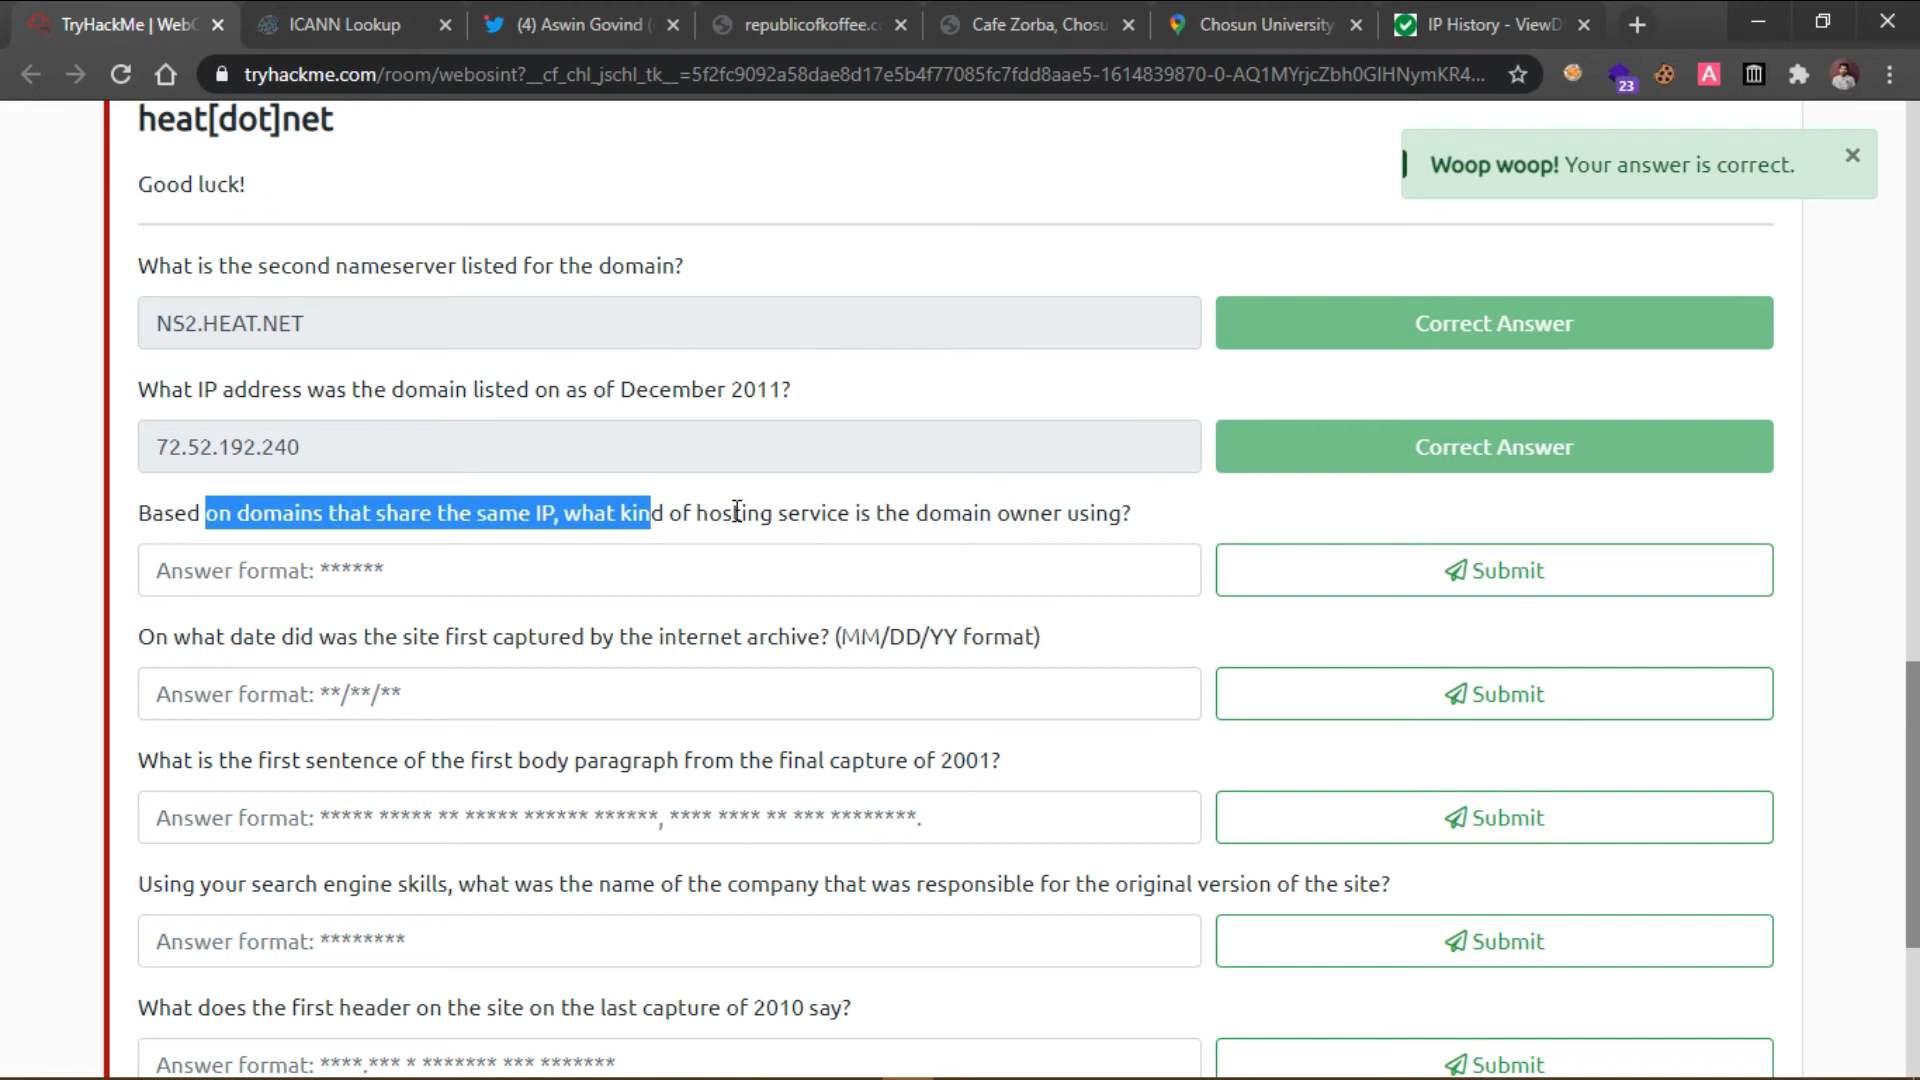 TryHackMe | WebC
ICANN Lookup
(4) Aswin Govind (
republicofkoffee.c
Cafe Zorba, Chosu
Chosun University
IP History - ViewD
tryhackme.com/room/webosint?__cf_chl_jschl_tk__=5f2fc9092a58dae8d17e5b4f77085fc7fdd8aae5-1614839870-0-AQ1MYrjcZbh0GIHNymKR4...
23
A
heat[dot]net
Woop woop! Your answer is correct.
Good luck!
What is the second nameserver listed for the domain?
NS2.HEAT.NET
Correct Answer
What IP address was the domain listed on as of December 2011?
72.52.192.240
Correct Answer
Based on domains that share the same IP, what kind of hosting service is the domain owner using?
Answer format: ******
Submit
On what date did was the site first captured by the internet archive? (MM/DD/YY format)
Answer format: **/**/**
Submit
What is the first sentence of the first body paragraph from the final capture of 2001?
Answer format: ***** ***** ** ***** ****** ******, **** **** ** *** ********.
Submit
Using your search engine skills, what was the name of the company that was responsible for the original version of the site?
Answer format: ********
Submit
What does the first header on the site on the last capture of 2010 say?
Answer format: ****.*** * ******* *** *******
Submit